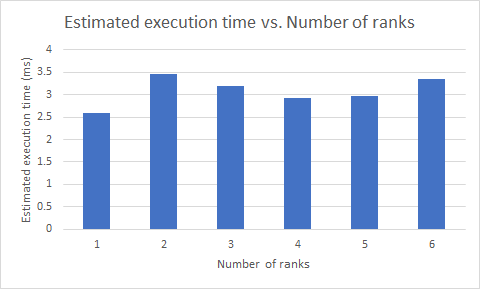 Estimated execution time vs. Number of ranks
Estimated execution time (ms)
4
3.5
3
2.5
2
1.5
1
0.5
0
1 2 3 4 5 6
Number of ranks